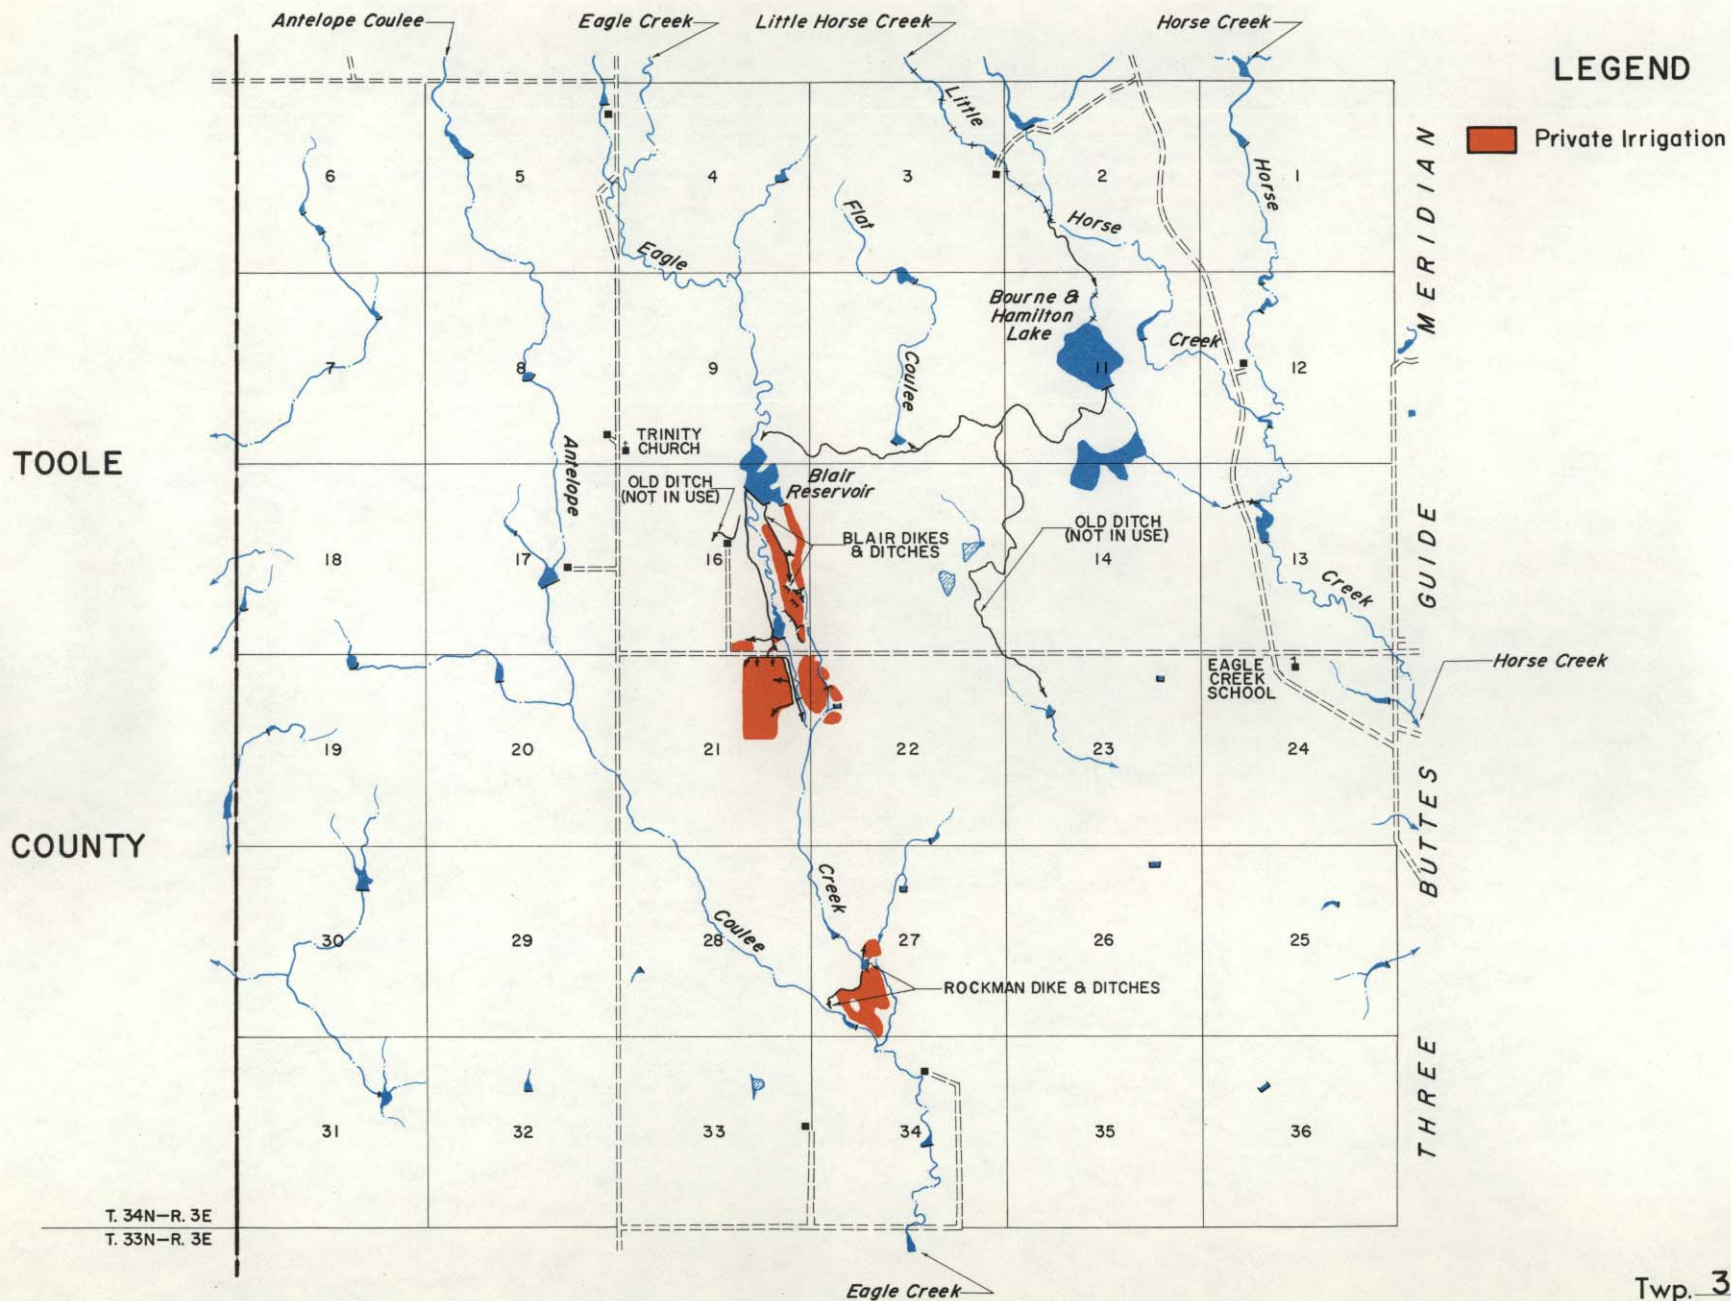 Antelope Coulee
Eagle Creek
Little Horse Creek
Horse Creek
LEGEND
Private Irrigation
Little
6
5
4
3
2
1
Horse
Flat
Horse
Eagle
MERIDIAN
Bourne &
Hamilton
Lake
Creek
7
8
9
Coulee
11
12
TRINITY
CHURCH
TOOLE
Antelope
OLD DITCH
(NOT IN USE)
Blair
Reservoir
BLAIR DIKES
& DITCHES
OLD DITCH
(NOT IN USE)
18
17
16
14
13
Creek
GUIDE
EAGLE
CREEK
SCHOOL
Horse Creek
19
20
21
22
23
24
COUNTY
BUTTES
Creek
Coulee
30
29
28
27
26
25
ROCKMAN DIKE & DITCHES
THREE
31
32
33
34
35
36
T. 34N–R. 3E
T. 33N–R. 3E
Eagle Creek
Twp. 3